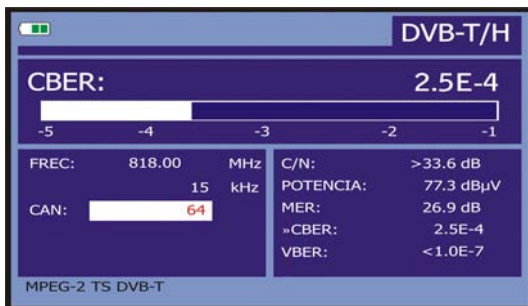 DVB-T/H
CBER: 2.5E-4
-5 -4 -3 -2 -1
FREC: 818.00 MHz
15 kHz
CAN: 64
C/N: >33.6 dB
POTENCIA: 77.3 dBµV
MER: 26.9 dB
»CBER: 2.5E-4
VBER: <1.0E-7
MPEG-2 TS DVB-T